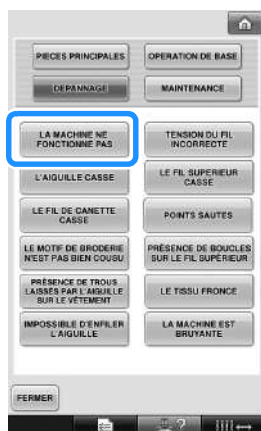 PIECES PRINCIPALES
OPERATION DE BASE
DEPANNAGE
MAINTENANCE
LA MACHINE NE
FONCTIONNE PAS
TENSION DU FIL
INCORRECTE
L'AIGUILLE CASSE
LE FIL SUPERIEUR
CASSE
LE FIL DE CANETTE
CASSE
POINTS SAUTES
LE MOTIF DE BRODERIE
N'EST PAS BIEN COUSU
PRÉSENCE DE BOUCLES
SUR LE FIL SUPÉRIEUR
PRÉSENCE DE TROUS
LAISSÉS PAR L'AIGUILLE
SUR LE VÊTEMENT
LE TISSU FRONCE
IMPOSSIBLE D'ENFILER
L'AIGUILLE
LA MACHINE EST
BRUYANTE
FERMER
?